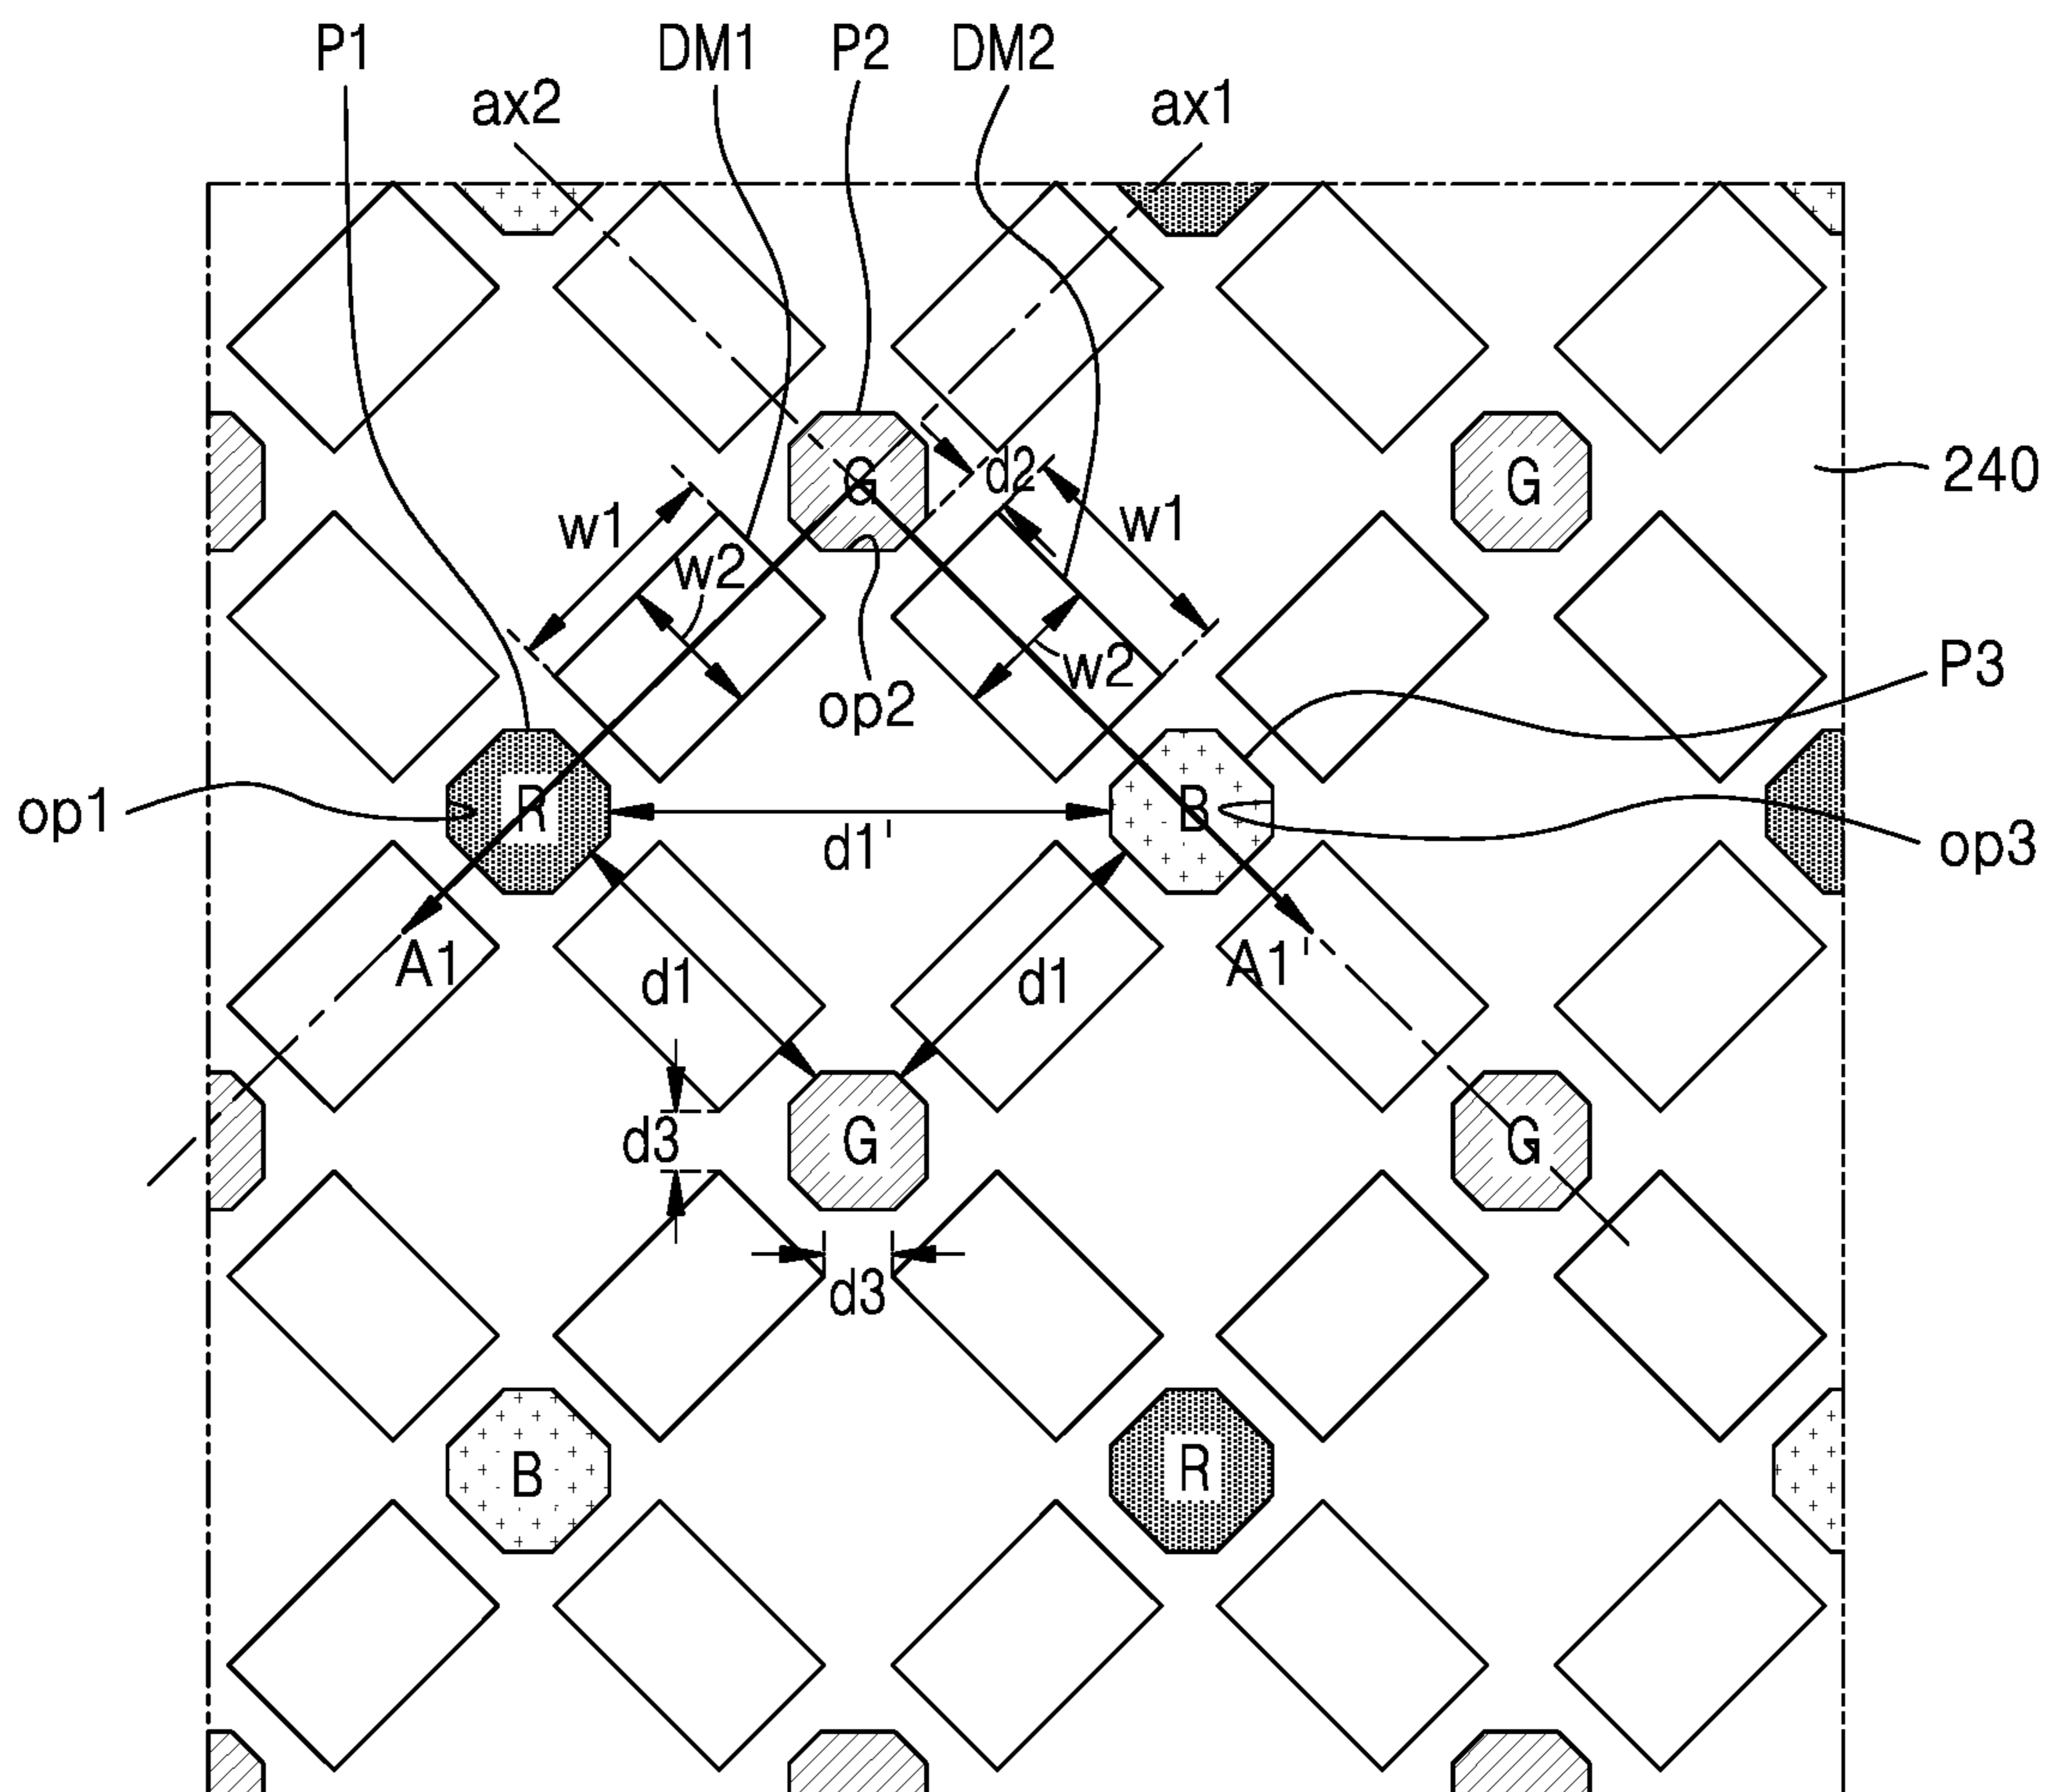 P1 DM1 P2 DM2
ax2 ax1
G d2 G 240
w1 w1
w2
w2 P3
op2
op1 R B
d1' op3
A1 d1 d1 A1'
d3 G G
d3
B R